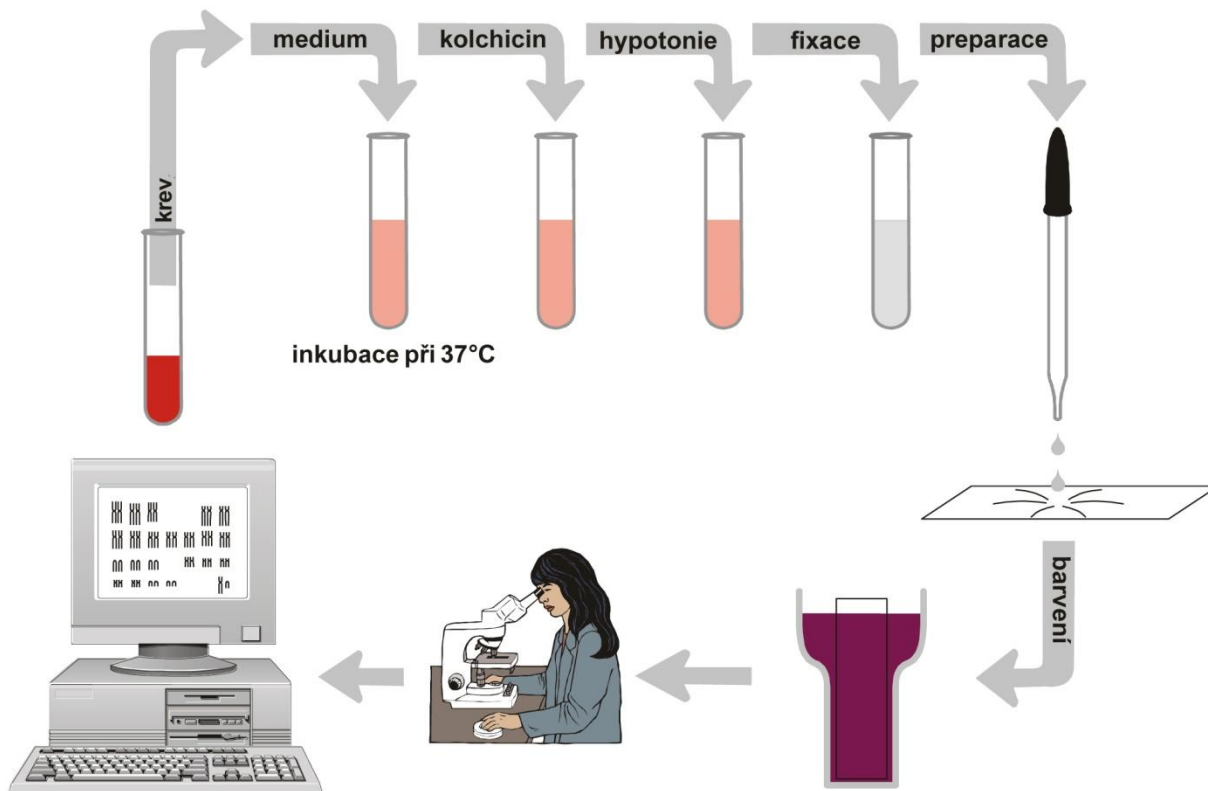 krev
medium
kolchicin
hypotonie
fixace
preparace
inkubace při 37°C
barvení